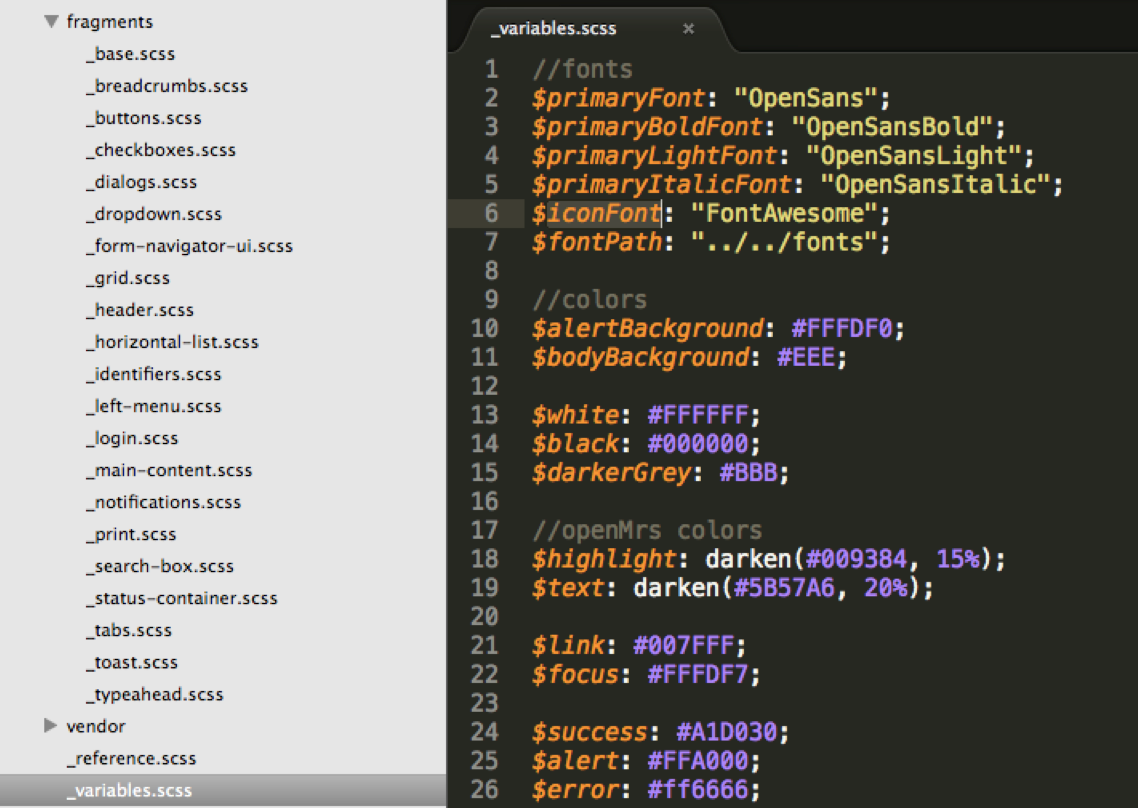 fragments
_base.scss
_breadcrumbs.scss
_buttons.scss
_checkboxes.scss
_dialogs.scss
_dropdown.scss
_form-navigator-ui.scss
_grid.scss
_header.scss
_horizontal-list.scss
_identifiers.scss
_left-menu.scss
_login.scss
_main-content.scss
_notifications.scss
_print.scss
_search-box.scss
_status-container.scss
_tabs.scss
_toast.scss
_typeahead.scss
vendor
_reference.scss
_variables.scss
_variables.scss ×
1 //fonts
2 $primaryFont: "OpenSans";
3 $primaryBoldFont: "OpenSansBold";
4 $primaryLightFont: "OpenSansLight";
5 $primaryItalicFont: "OpenSansItalic";
6 $iconFont: "FontAwesome";
7 $fontPath: "../../fonts";
8
9 //colors
10 $alertBackground: #FFFDF0;
11 $bodyBackground: #EEE;
12
13 $white: #FFFFFF;
14 $black: #000000;
15 $darkerGrey: #BBB;
16
17 //openMrs colors
18 $highlight: darken(#009384, 15%);
19 $text: darken(#5B57A6, 20%);
20
21 $link: #007FFF;
22 $focus: #FFFDF7;
23
24 $success: #A1D030;
25 $alert: #FFA000;
26 $error: #ff6666;